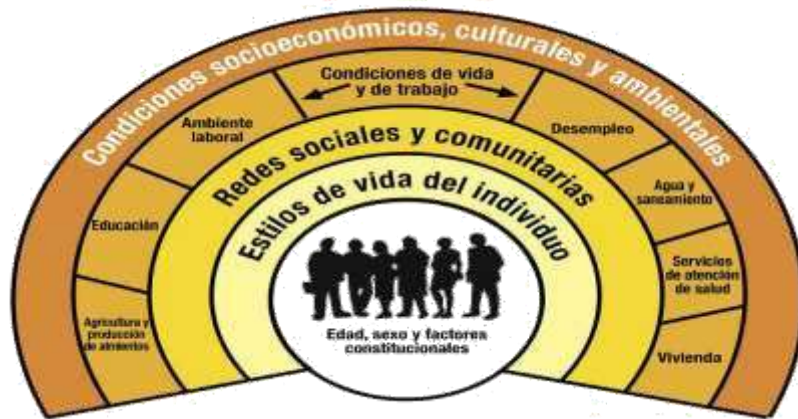 Condiciones socioeconómicos, culturales y ambientales
Condiciones de vida
y de trabajo
Ambiente
laboral
Desempleo
Redes sociales y comunitarias
Agua y
saneamiento
Estilos de vida del individuo
Educación
Servicios
de atención
de salud
Agricultura y
producción
de alimentos
Edad, sexo y factores
constitucionales
Vivienda